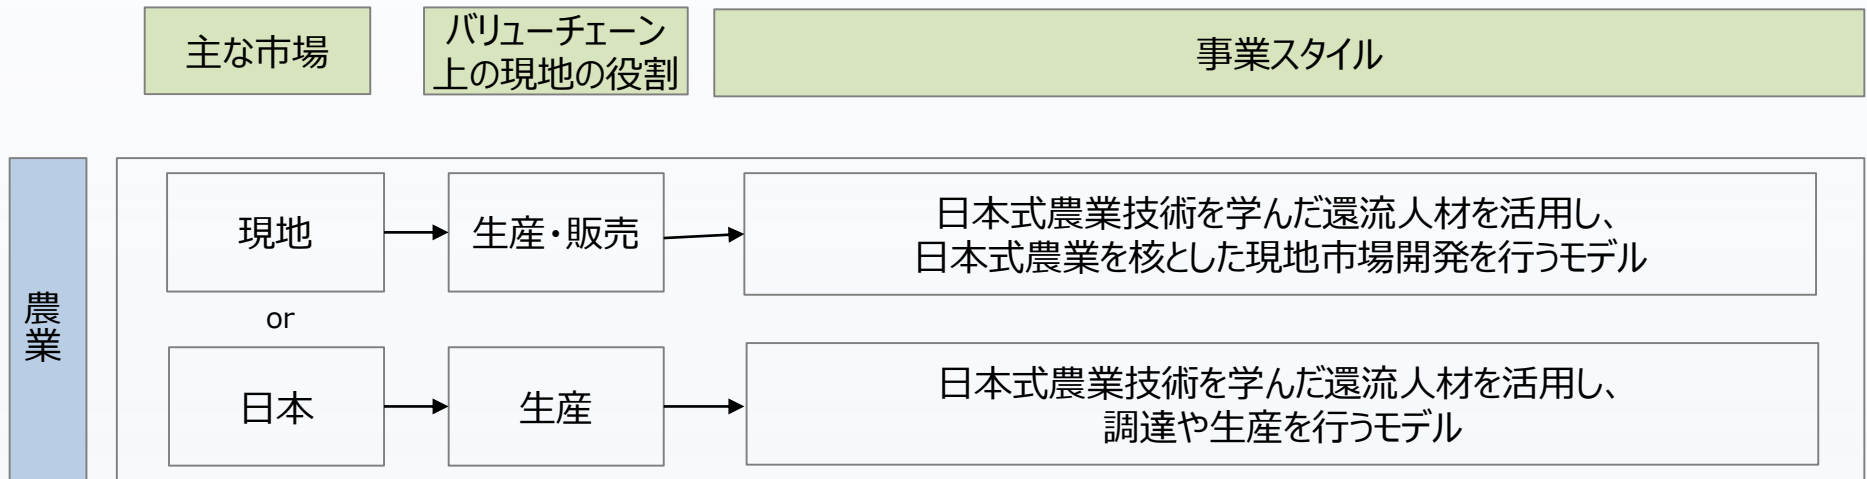 主な市場
バリューチェーン
上の現地の役割
事業スタイル
農業
現地
生産・販売
日本式農業技術を学んだ還流人材を活用し、
日本式農業を核とした現地市場開発を行うモデル
or
日本
生産
日本式農業技術を学んだ還流人材を活用し、
調達や生産を行うモデル